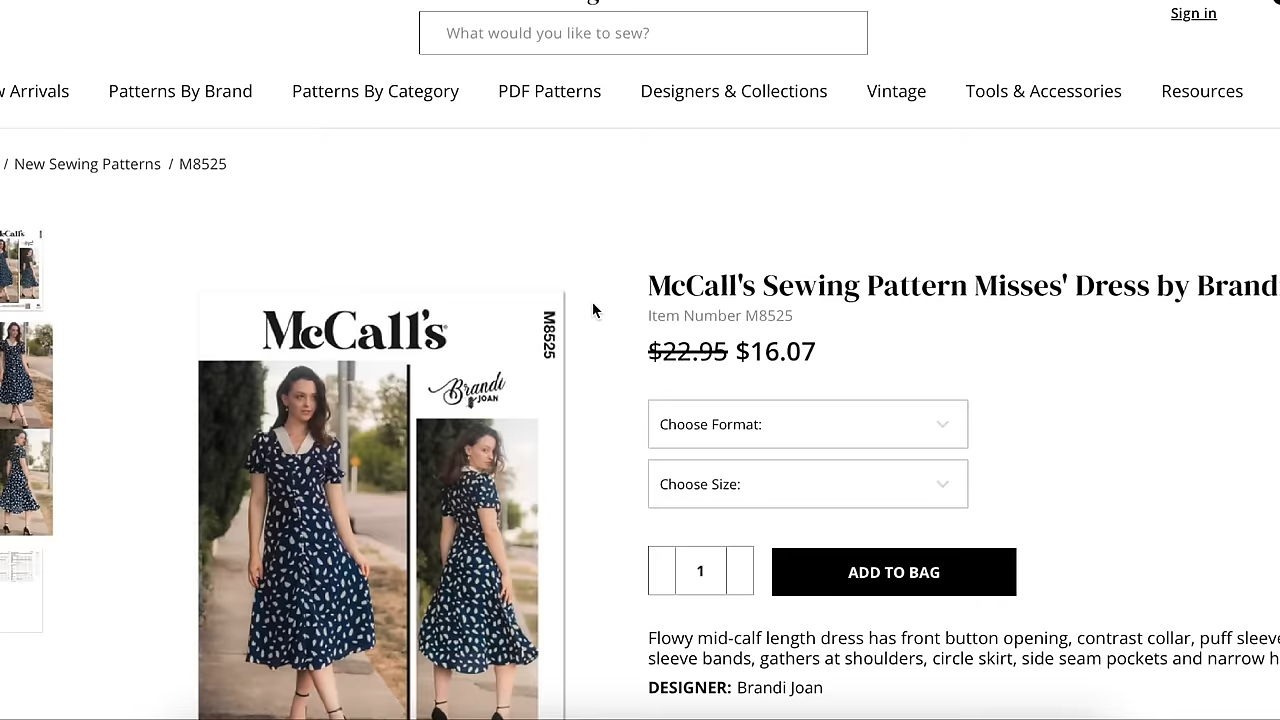 What would you like to sew?
Sign in
Arrivals
Patterns By Brand
Patterns By Category
PDF Patterns
Designers & Collections
Vintage
Tools & Accessories
Resources
/ New Sewing Patterns / M8525
McCall's
M8525
Brandi
JOAN
McCall's Sewing Pattern Misses' Dress by Brand
Item Number M8525
$22.95 $16.07
Choose Format:
Choose Size:
1
ADD TO BAG
Flowy mid-calf length dress has front button opening, contrast collar, puff sleeve
sleeve bands, gathers at shoulders, circle skirt, side seam pockets and narrow h
DESIGNER: Brandi Joan